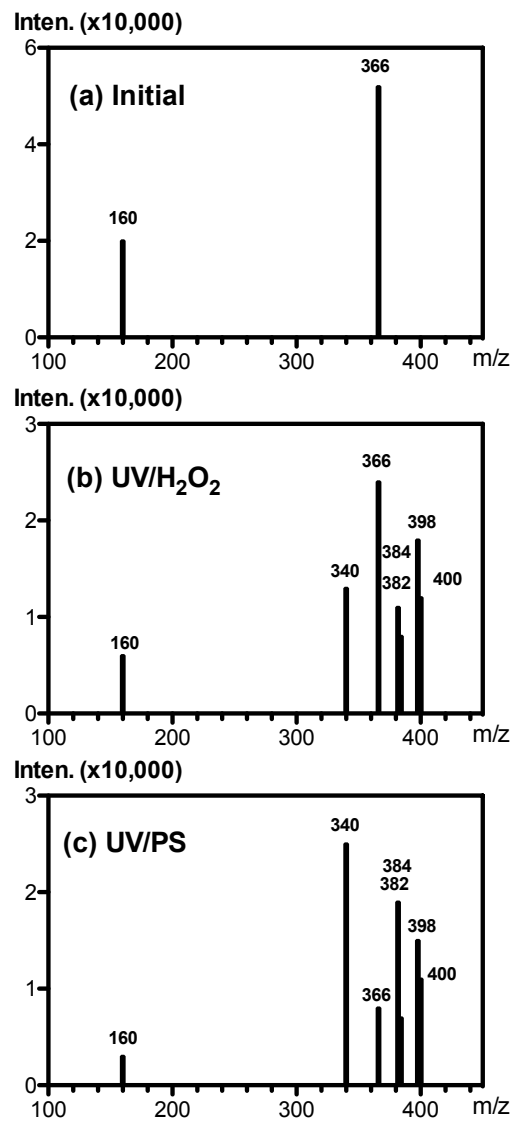 Inten. (x10,000)
6
(a) Initial
366
4
160
2
0
100 200 300 400 m/z
Inten. (x10,000)
3
(b) UV/H₂O₂
366
2
398
384
340 382 400
1
160
0
100 200 300 400 m/z
Inten. (x10,000)
3
340
(c) UV/PS
384
382
2
398
400
1
366
160
0
100 200 300 400 m/z